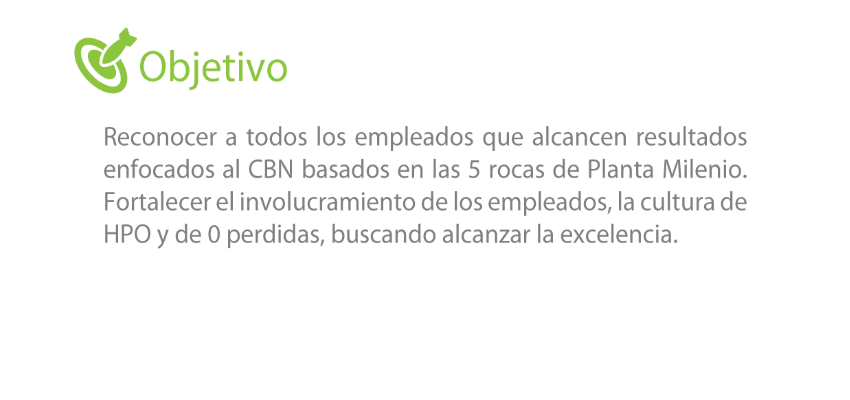 Objetivo
Reconocer a todos los empleados que alcancen resultados
enfocados al CBN basados en las 5 rocas de Planta Milenio.
Fortalecer el involucramiento de los empleados, la cultura de
HPO y de 0 perdidas, buscando alcanzar la excelencia.